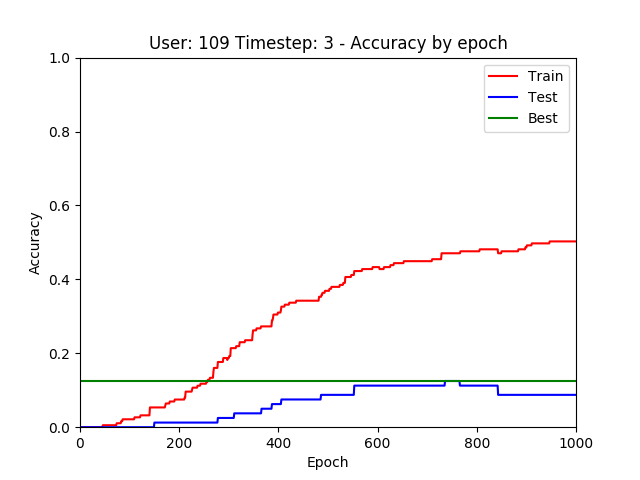 User: 109 Timestep: 3 - Accuracy by epoch
Train
Test
Best
Accuracy
1.0
0.8
0.6
0.4
0.2
0.0
0 200 400 600 800 1000
Epoch